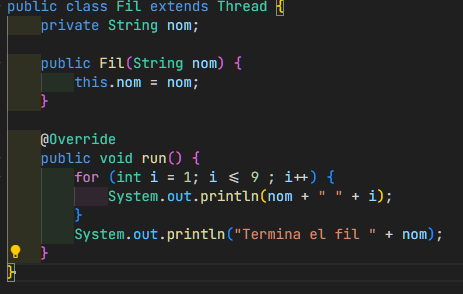 public class Fil extends Thread {
    private String nom;

    public Fil(String nom) {
        this.nom = nom;
    }

    @Override
    public void run() {
        for (int i = 1; i <= 9 ; i++) {
            System.out.println(nom + " " + i);
        }
        System.out.println("Termina el fil " + nom);
    }
}